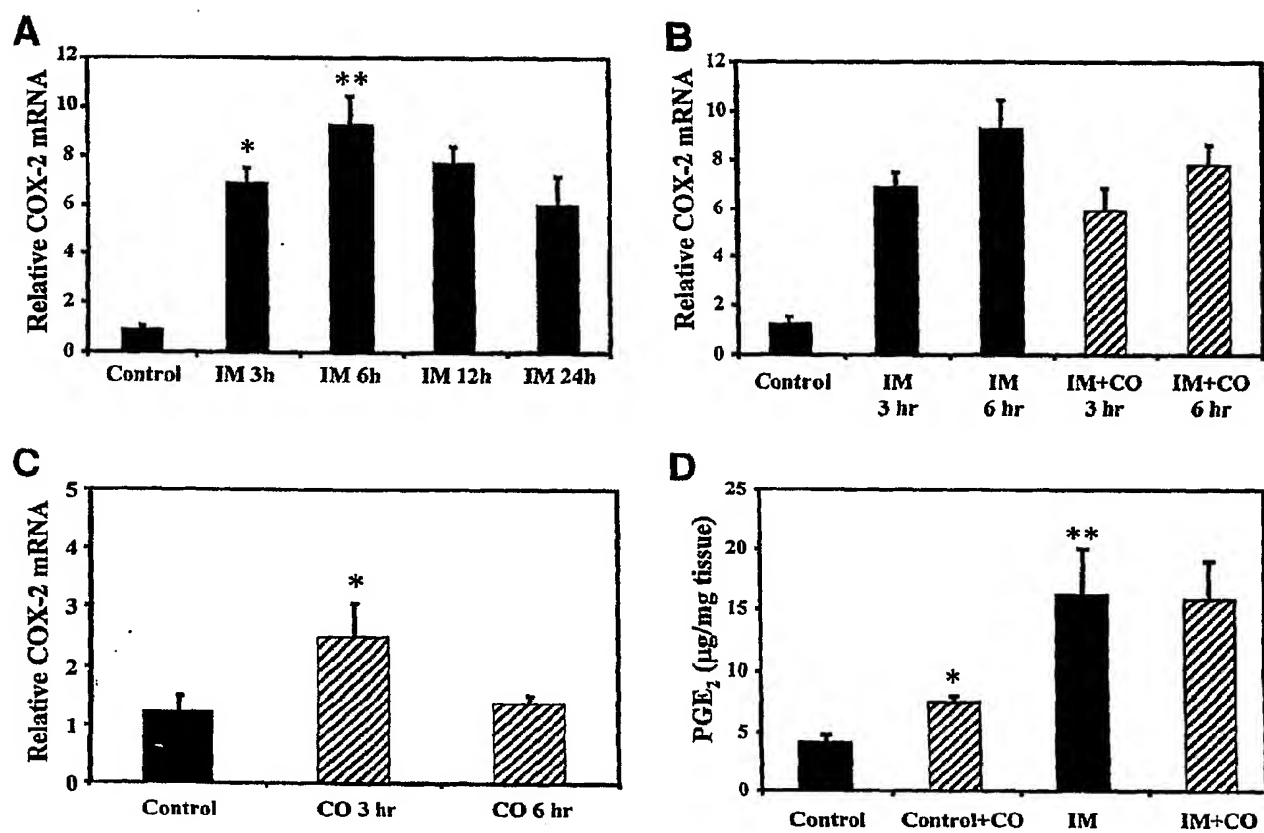 A
Relative COX-2 mRNA
12
10
8
6
4
2
0
*
**
Control IM 3h IM 6h IM 12h IM 24h
B
Relative COX-2 mRNA
12
10
8
6
4
2
0
Control IM IM IM+CO IM+CO
3 hr 6 hr 3 hr 6 hr
C
Relative COX-2 mRNA
5
4
3
2
1
0
*
Control CO 3 hr CO 6 hr
D
PGE₂ (µg/mg tissue)
25
20
15
10
5
0
*
**
Control Control+CO IM IM+CO